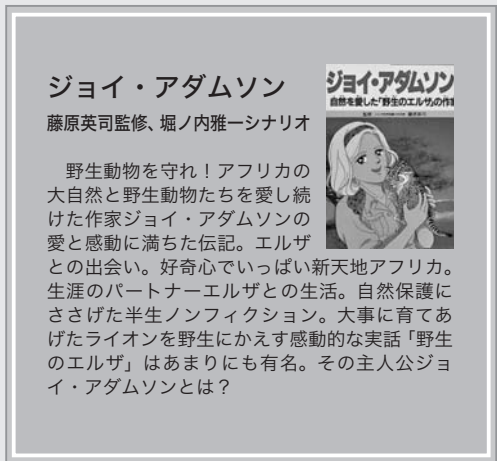 ジョイ・アダムソン
藤原英司監修、堀ノ内雅一シナリオ
ジョイ・アダムソン
自然を愛した「野生のエルザ」の作
野生動物を守れ！アフリカの
大自然と野生動物たちを愛し続
けた作家ジョイ・アダムソンの
愛と感動に満ちた伝記。エルザ
との出会い。好奇心でいっぱい新天地アフリカ。
生涯のパートナーエルザとの生活。自然保護に
ささげた半生ノンフィクション。大事に育てあ
げたライオンを野生にかえす感動的な実話「野生
のエルザ」はあまりにも有名。その主人公ジョ
イ・アダムソンとは？